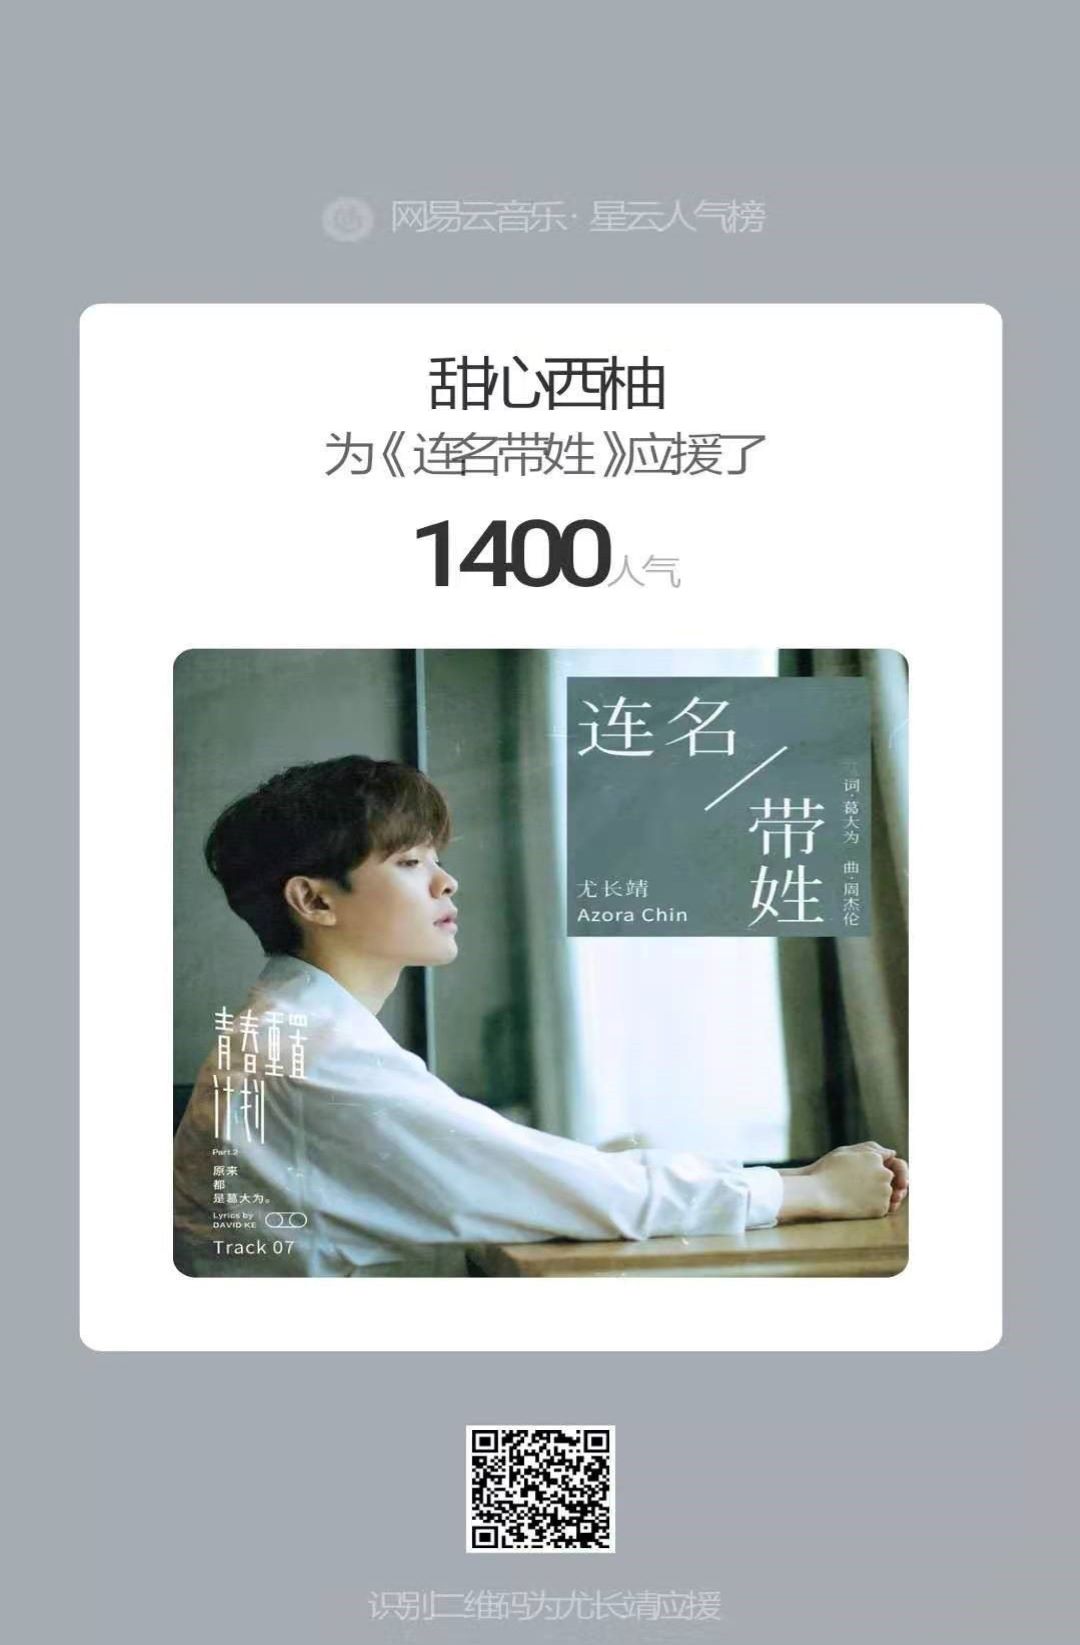 网易云音乐·星云人气榜
甜心西柚
为《连名带姓》应援了
1400人气
连名/
带姓
词·葛大为 曲·周杰伦
尤长靖
Azora Chin
青春重置
计划
Part.2
原来
都
是葛大为。
Lyrics by
DAVID KE
Track 07
识别二维码为尤长靖应援